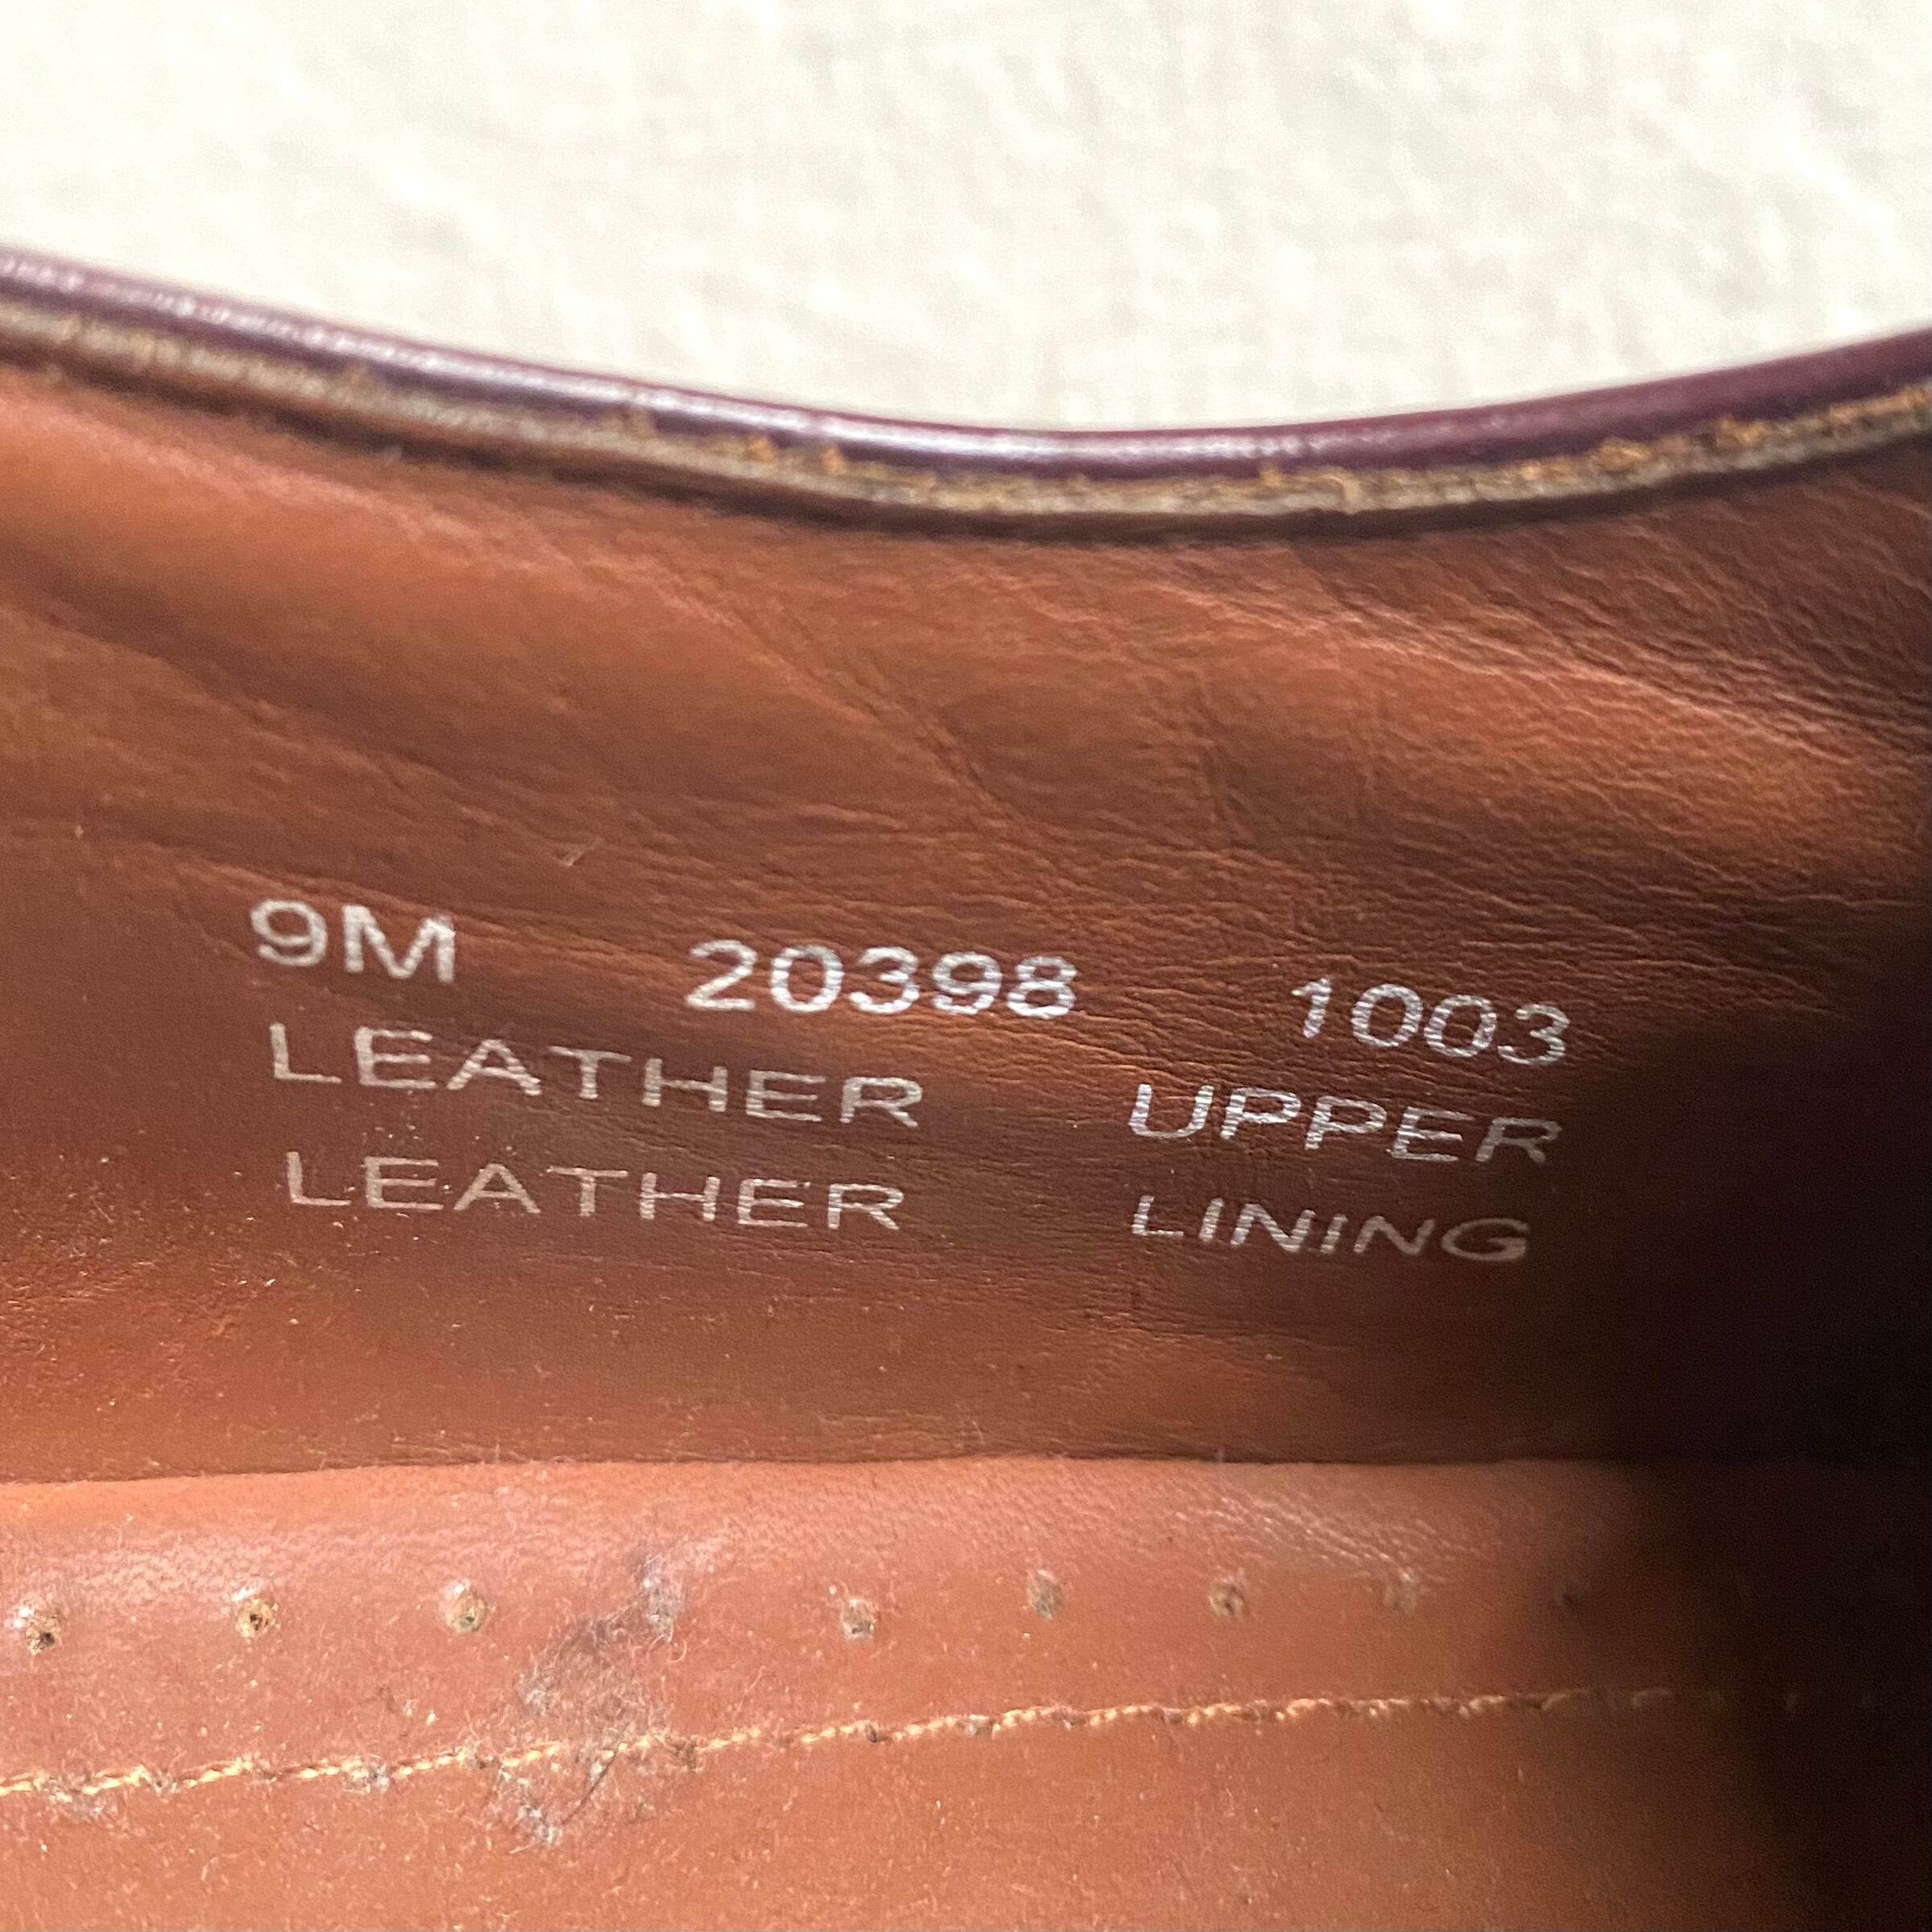 9M 20398 1003
LEATHER UPPER
LEATHER LINING